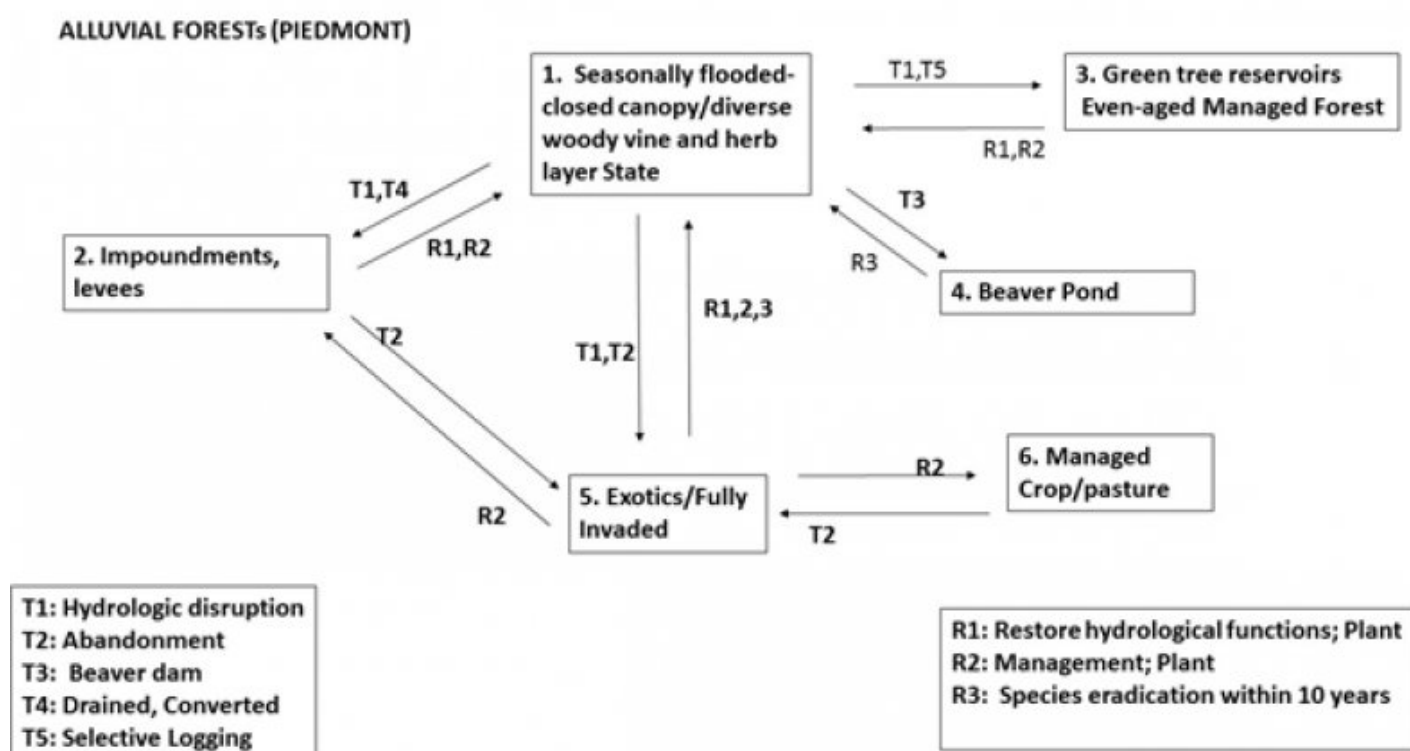 ALLUVIAL FORESTs (PIEDMONT)
1. Seasonally flooded-
closed canopy/diverse
woody vine and herb
layer State
T1,T5
3. Green tree reservoirs
Even-aged Managed Forest
R1,R2
T1,T4
R1,R2
T3
R3
2. Impoundments,
levees
4. Beaver Pond
T2
T1,T2
R1,2,3
R2
5. Exotics/Fully
Invaded
R2
T2
6. Managed
Crop/pasture
T1: Hydrologic disruption
T2: Abandonment
T3: Beaver dam
T4: Drained, Converted
T5: Selective Logging
R1: Restore hydrological functions; Plant
R2: Management; Plant
R3: Species eradication within 10 years